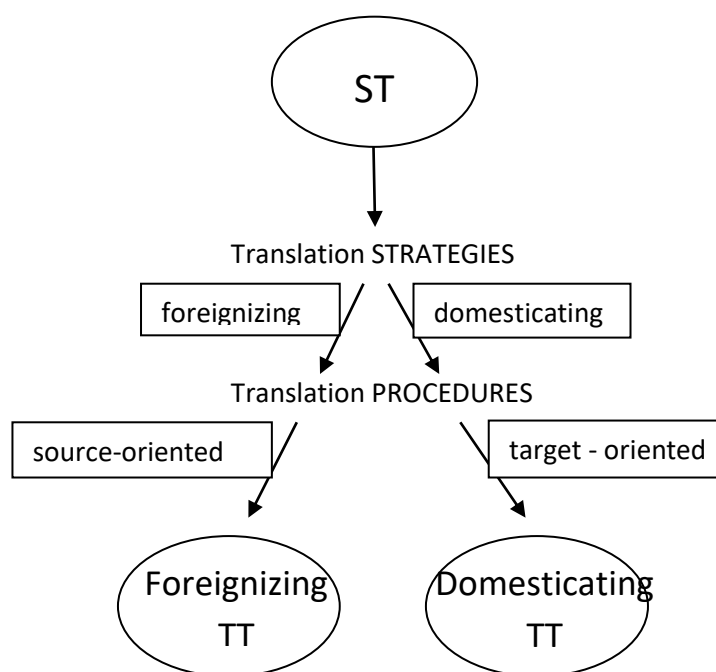 ST
Translation STRATEGIES
foreignizing
domesticating
Translation PROCEDURES
source-oriented
target - oriented
Foreignizing
TT
Domesticating
TT